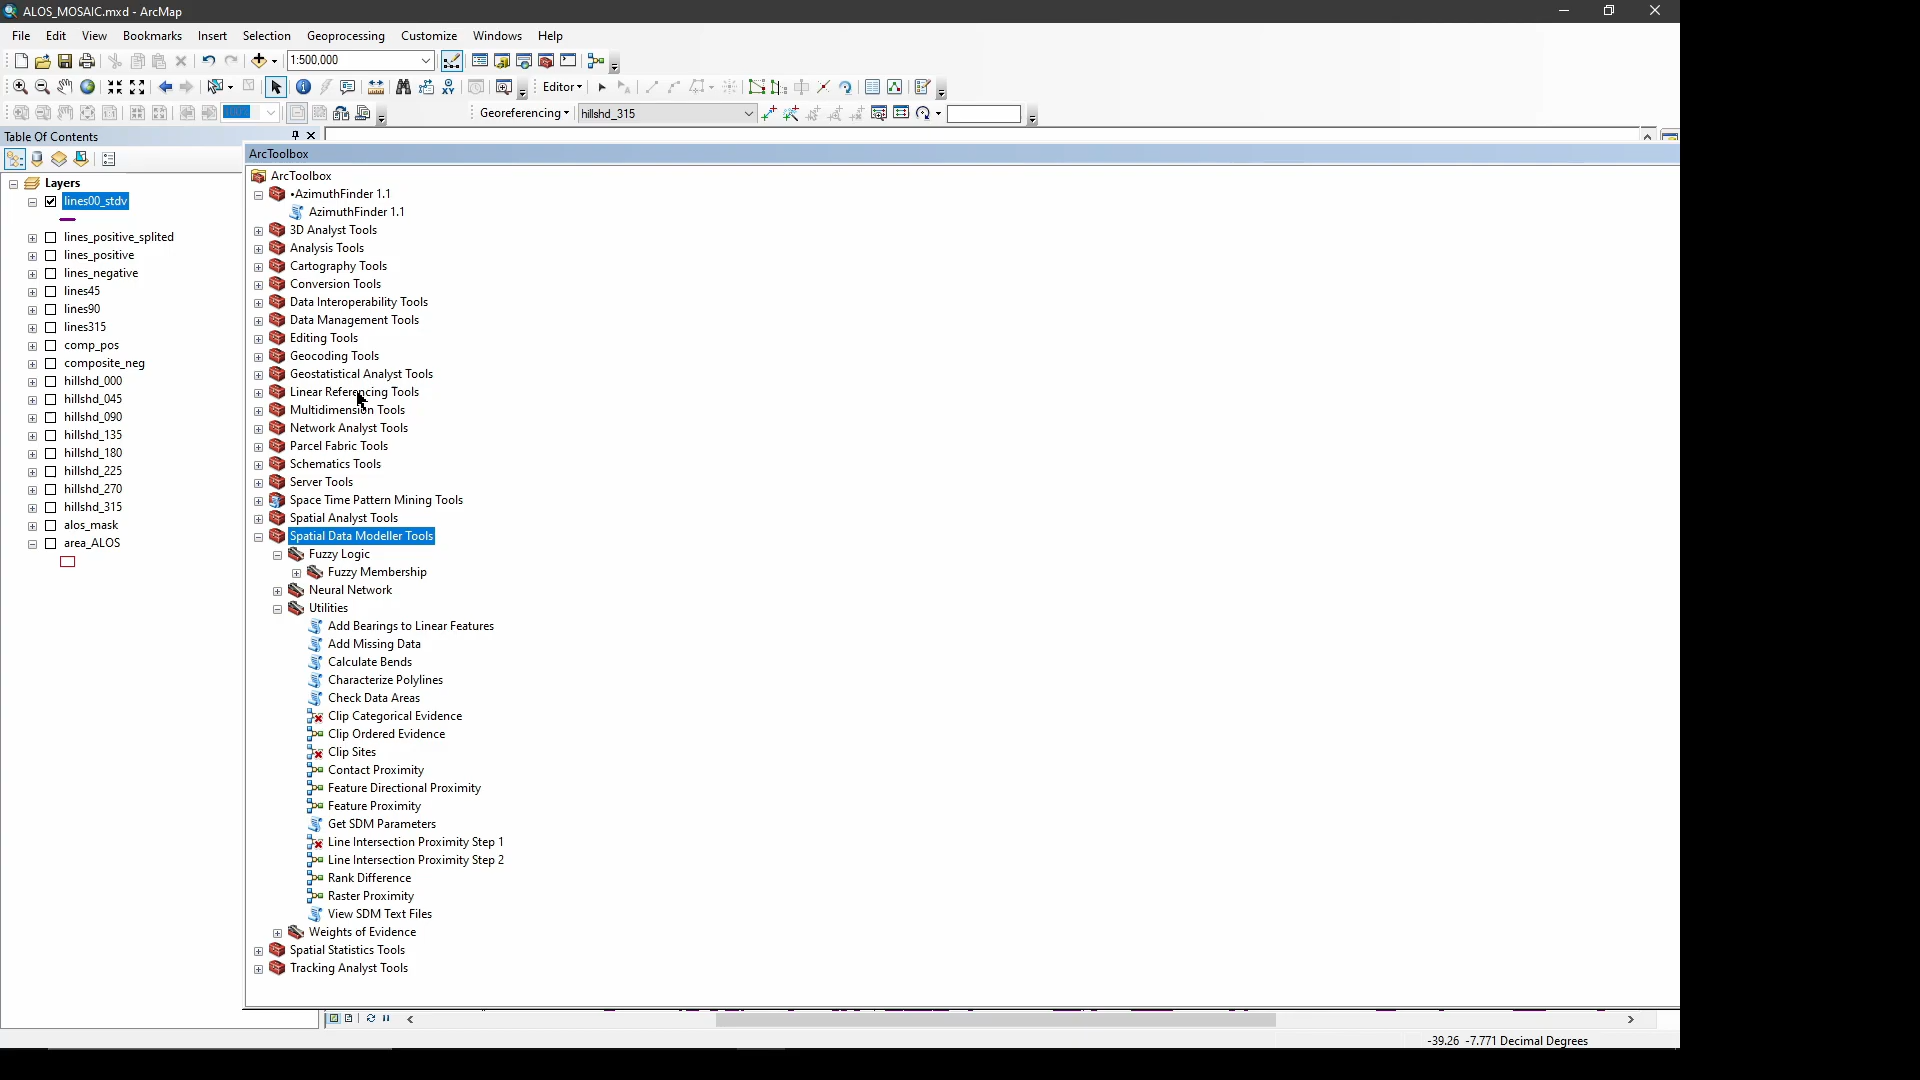 ALOS_MOSAIC.mxd - ArcMap
File Edit View Bookmarks Insert Selection Geoprocessing Customize Windows Help
1:500,000
Editor
Georeferencing hillshd_315
Table Of Contents
Layers
lines00_stdv
lines_positive_splited
lines_positive
lines_negative
lines45
lines90
lines315
comp_pos
composite_neg
hillshd_000
hillshd_045
hillshd_090
hillshd_135
hillshd_180
hillshd_225
hillshd_270
hillshd_315
alos_mask
area_ALOS
ArcToolbox
ArcToolbox
•AzimuthFinder 1.1
AzimuthFinder 1.1
3D Analyst Tools
Analysis Tools
Cartography Tools
Conversion Tools
Data Interoperability Tools
Data Management Tools
Editing Tools
Geocoding Tools
Geostatistical Analyst Tools
Linear Referencing Tools
Multidimension Tools
Network Analyst Tools
Parcel Fabric Tools
Schematics Tools
Server Tools
Space Time Pattern Mining Tools
Spatial Analyst Tools
Spatial Data Modeller Tools
Fuzzy Logic
Fuzzy Membership
Neural Network
Utilities
Add Bearings to Linear Features
Add Missing Data
Calculate Bends
Characterize Polylines
Check Data Areas
Clip Categorical Evidence
Clip Ordered Evidence
Clip Sites
Contact Proximity
Feature Directional Proximity
Feature Proximity
Get SDM Parameters
Line Intersection Proximity Step 1
Line Intersection Proximity Step 2
Rank Difference
Raster Proximity
View SDM Text Files
Weights of Evidence
Spatial Statistics Tools
Tracking Analyst Tools
-39.26 -7.771 Decimal Degrees